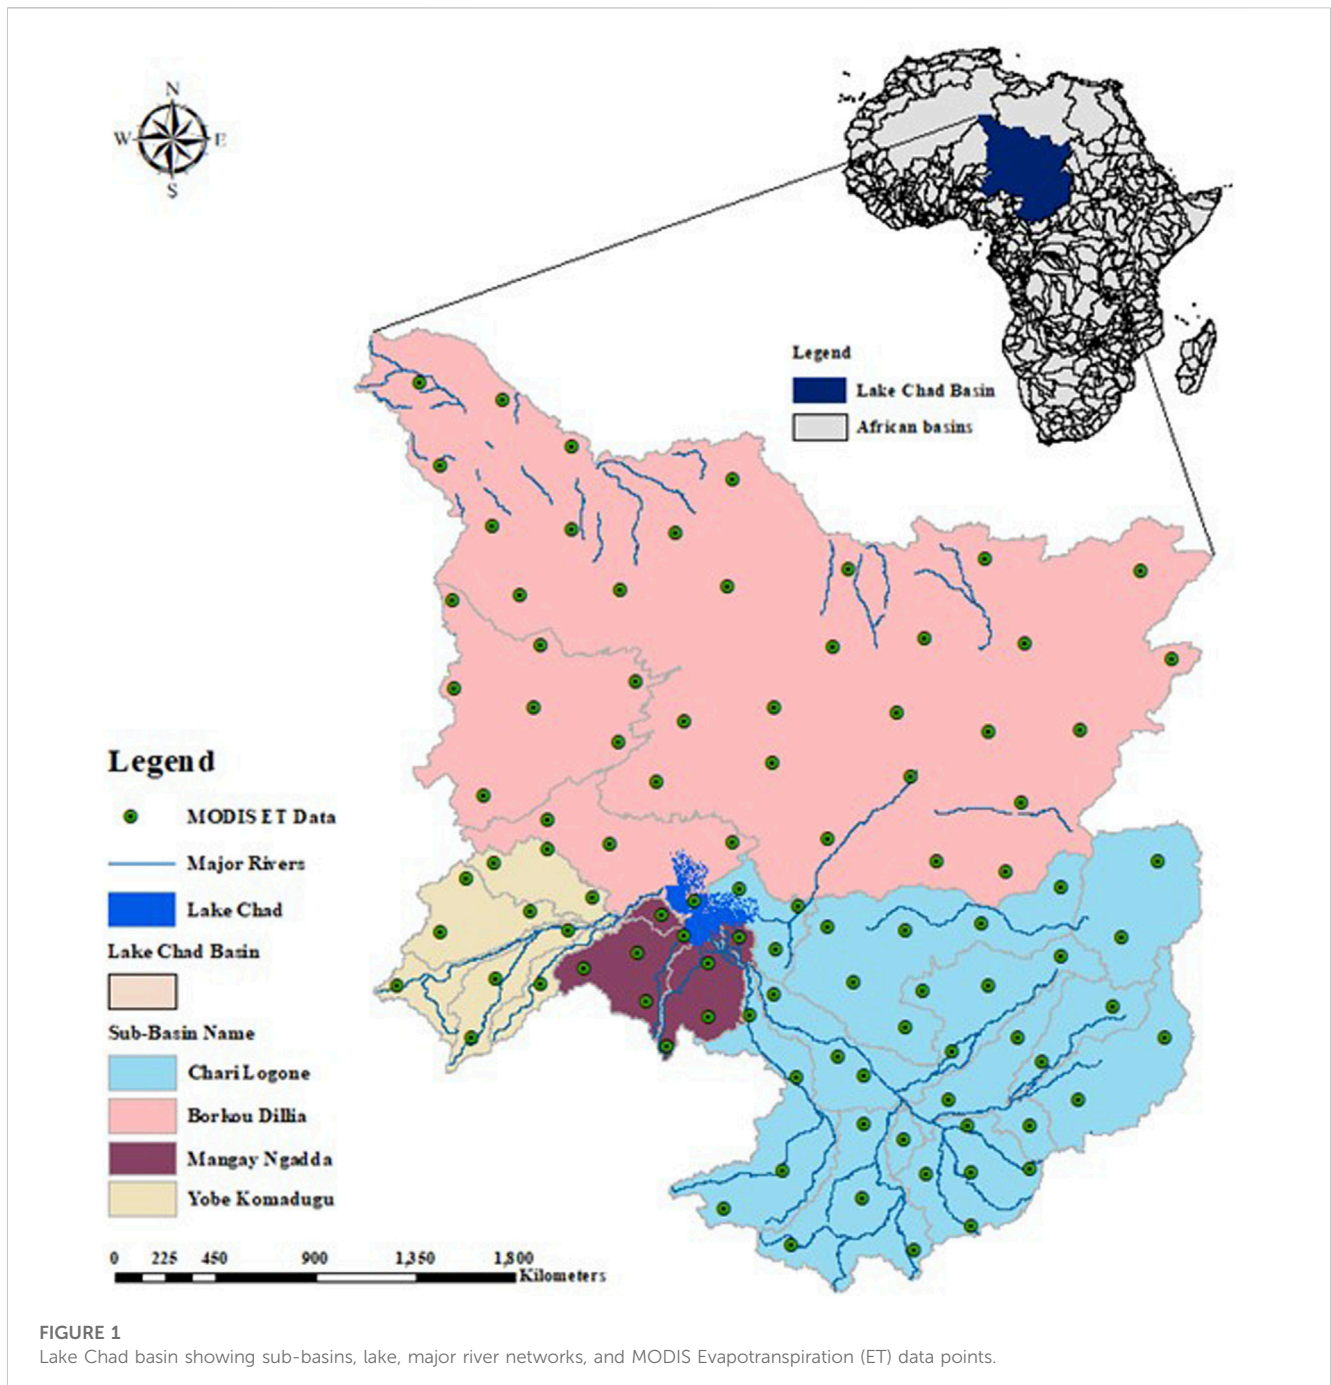 N
W
E
S
Legend
Lake Chad Basin
African basins
Legend
MODIS ET Data
Major Rivers
Lake Chad
Lake Chad Basin
Sub-Basin Name
Chari Logone
Borkou Dillia
Mangay Ngadda
Yobe Komadugu
0 225 450 900 1,350 1,800
Kilometers
FIGURE 1
Lake Chad basin showing sub-basins, lake, major river networks, and MODIS Evapotranspiration (ET) data points.